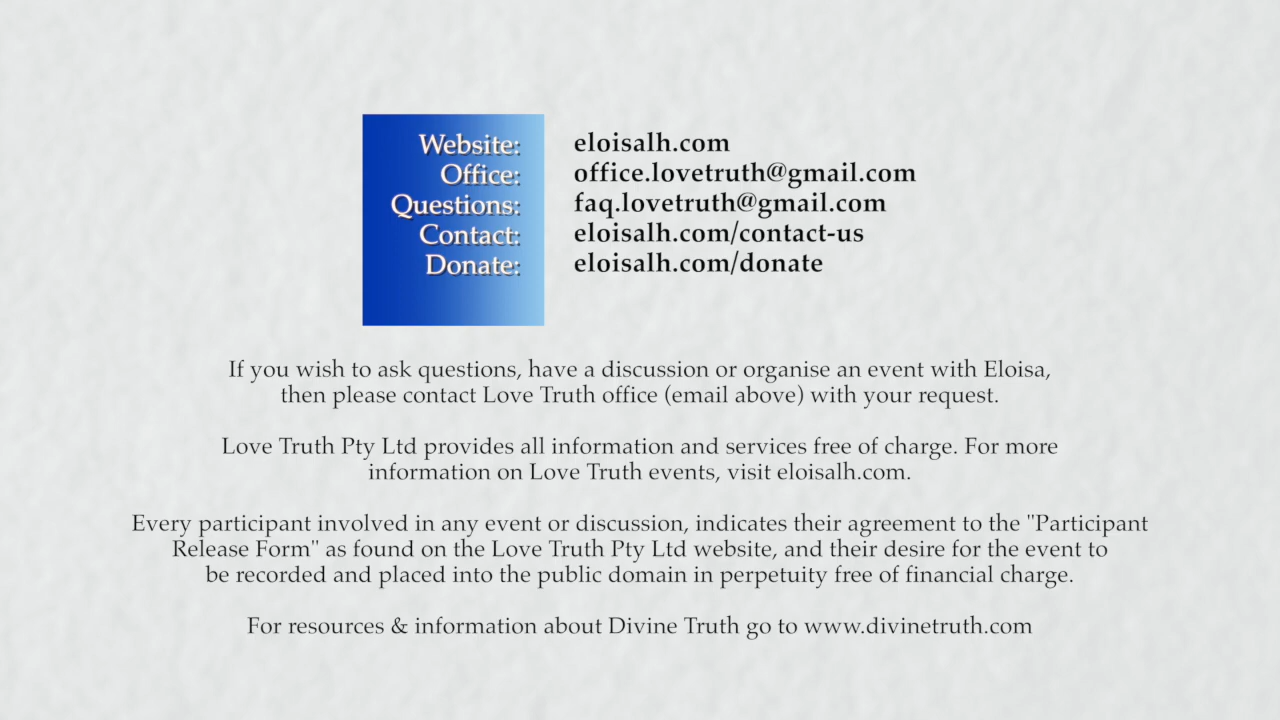 Website: eloisalh.com
Office: office.lovetruth@gmail.com
Questions: faq.lovetruth@gmail.com
Contact: eloisalh.com/contact-us
Donate: eloisalh.com/donate
If you wish to ask questions, have a discussion or organise an event with Eloisa,
then please contact Love Truth office (email above) with your request.
Love Truth Pty Ltd provides all information and services free of charge. For more
information on Love Truth events, visit eloisalh.com.
Every participant involved in any event or discussion, indicates their agreement to the "Participant
Release Form" as found on the Love Truth Pty Ltd website, and their desire for the event to
be recorded and placed into the public domain in perpetuity free of financial charge.
For resources & information about Divine Truth go to www.divinetruth.com